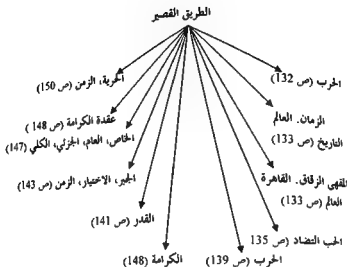 الطريق القصير
الحرب (ص 132)
الزمان. العالم
التاريخ (ص 133)
المقهى الزقاق. القاهرة
العالم (ص 133)
الحب التضاد (ص 135
الحرب (ص 139)
الكرامة (148)
القدر (ص 141)
الجبر، الاختيار، الزمن (ص 143)
الخاص، العام، الجزئي، الكلي (147)
عقدة الكرامة (ص 148)
الحرية، الزمن (ص 150)